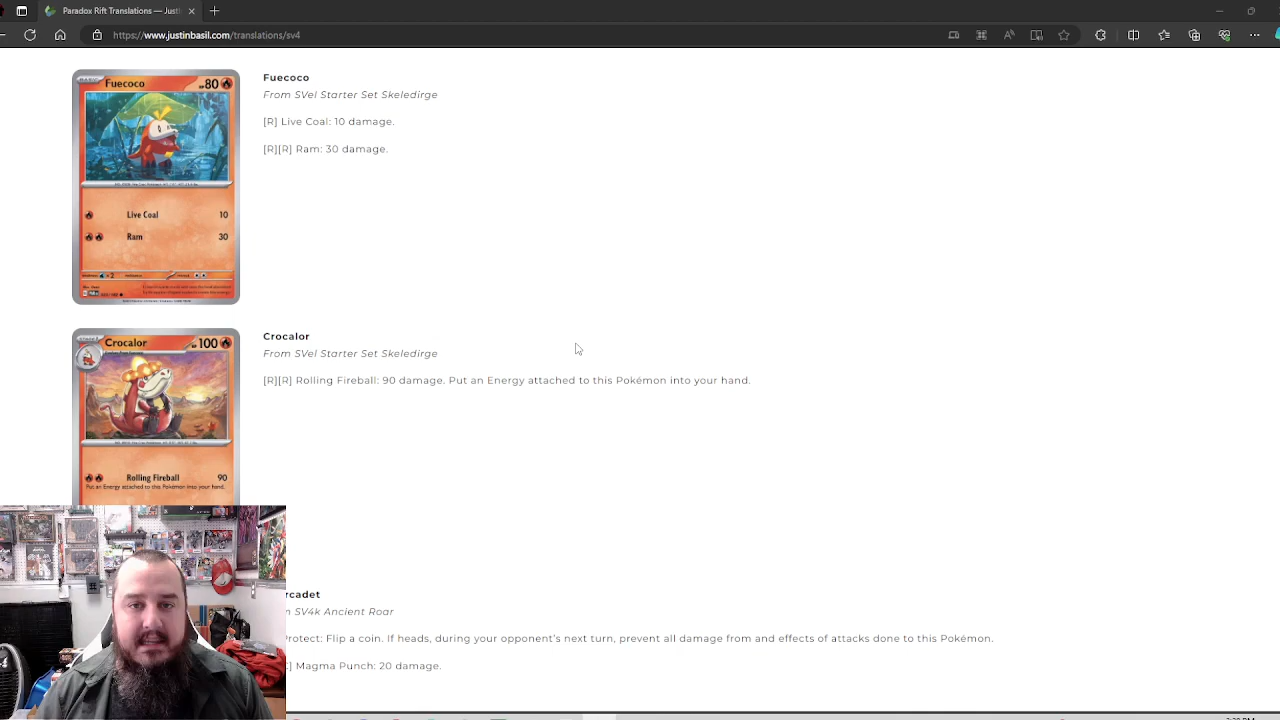 Paradox Rift Translations — Justi
https://www.justinbasil.com/translations/sv4
BASIC
Fuecoco
80
Live Coal
10
Ram
30
Fuecoco
From SVel Starter Set Skeledirge
[R] Live Coal: 10 damage.
[R][R] Ram: 30 damage.
Crocalor
100
Rolling Fireball
90
Put an Energy attached to this Pokémon into your hand.
Crocalor
From SVel Starter Set Skeledirge
[R][R] Rolling Fireball: 90 damage. Put an Energy attached to this Pokémon into your hand.
rcadet
SV4k Ancient Roar
Protect: Flip a coin. If heads, during your opponent's next turn, prevent all damage from and effects of attacks done to this Pokémon.
] Magma Punch: 20 damage.